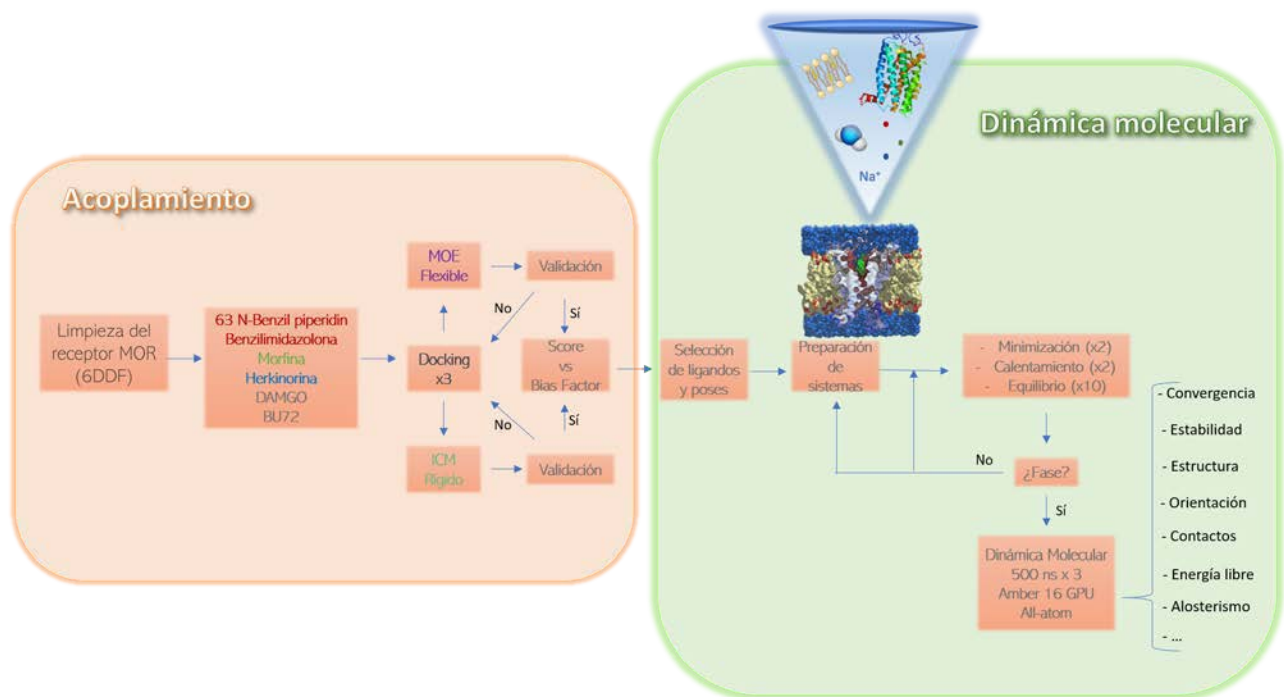 Acoplamiento
Limpieza del
receptor MOR
(6DDF)
63 N-Benzil piperidin
Benzilimidazolona
Morfina
Herkinorina
DAMGO
BU72
MOE
Flexible
Validación
No
Sí
Docking
x3
Score
vs
Bias Factor
No
Sí
ICM
Rígido
Validación
Dinámica molecular
Na⁺
Selección
de ligandos
y poses
Preparación
de
sistemas
- Minimización (x2)
- Calentamiento (x2)
- Equilibrio (x10)
No
¿Fase?
Sí
Dinámica Molecular
500 ns x 3
Amber 16 GPU
All-atom
- Convergencia
- Estabilidad
- Estructura
- Orientación
- Contactos
- Energía libre
- Alosterismo
- ...